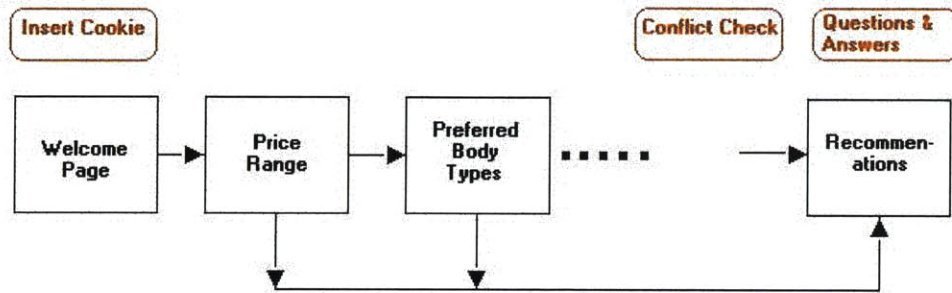 Insert Cookie
Conflict Check
Questions &
Answers
Welcome
Page
Price
Range
Preferred
Body
Types
Recommen-
ations